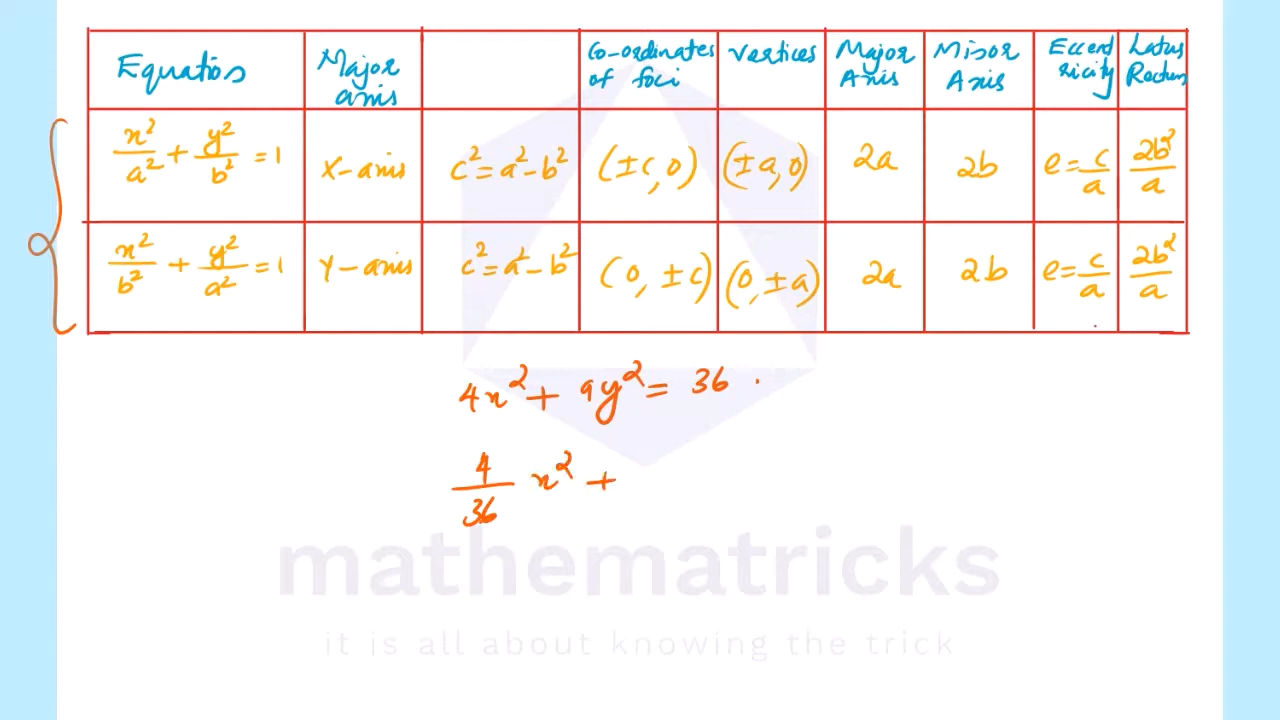 Equation | Major axis | | Co-ordinates of foci | Vertices | Major Axis | Minor Axis | Eccentricity | Latus Rectum
x²/a² + y²/b² = 1 | X-axis | c² = a² - b² | (±c, 0) | (±a, 0) | 2a | 2b | e = c/a | 2b²/a
x²/b² + y²/a² = 1 | Y-axis | c² = a² - b² | (0, ±c) | (0, ±a) | 2a | 2b | e = c/a | 2b²/a
4x² + 9y² = 36
4/36 x² +
mathematricks
it is all about knowing the trick